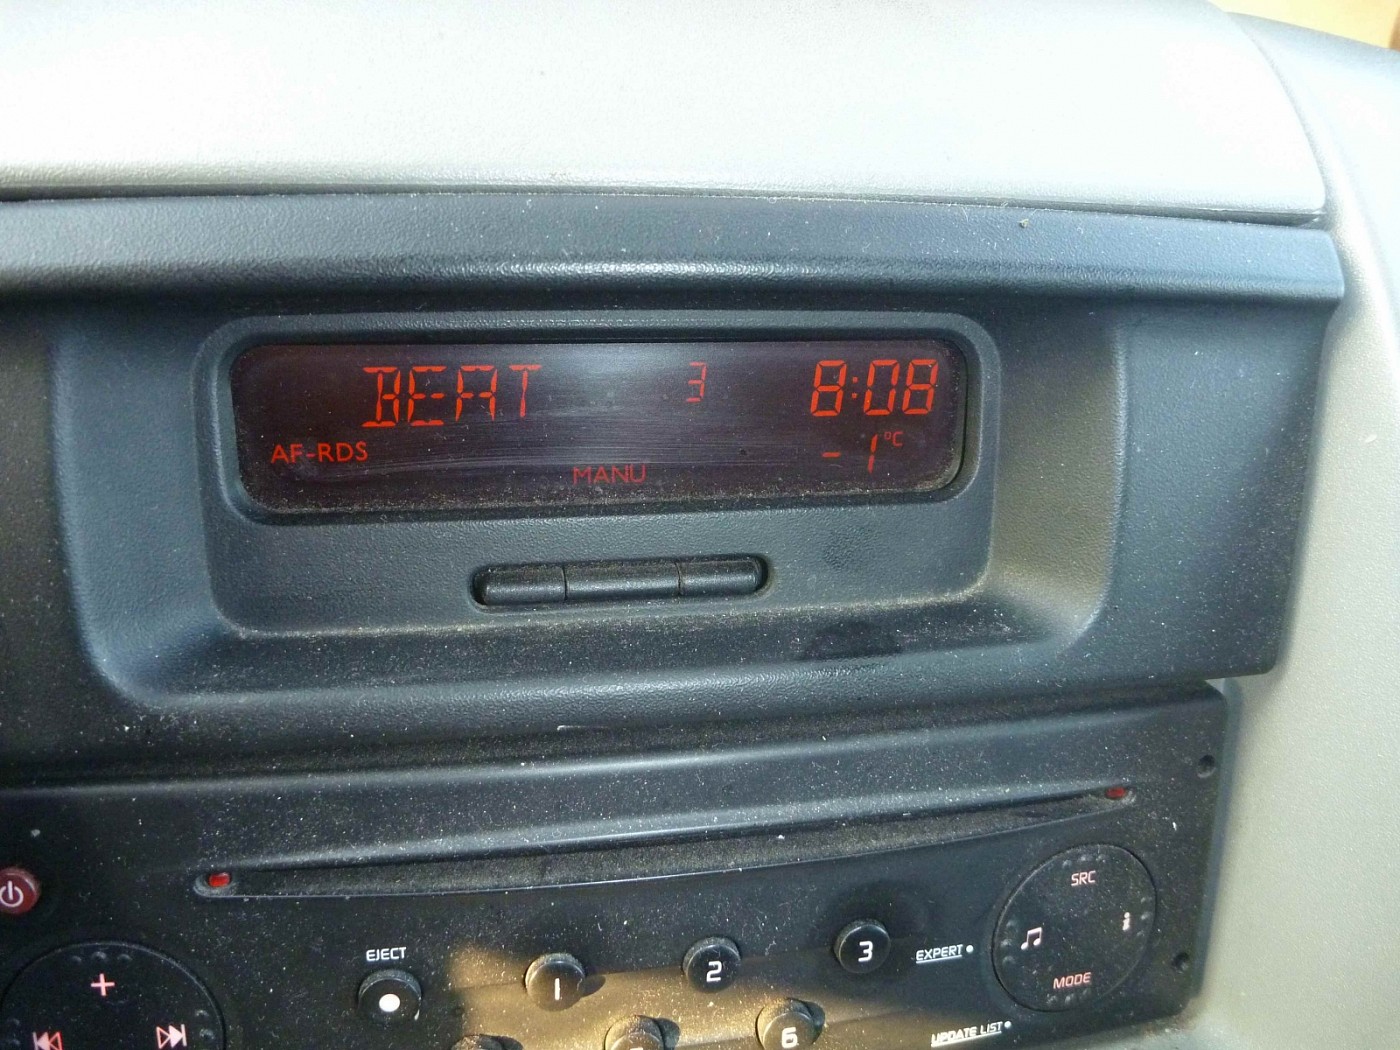 BEAT 3 8:08
AF-RDS -1°C
MANU
SRC
EJECT 1 2 3 EXPERT i
+ MODE
6 UPDATE LIST